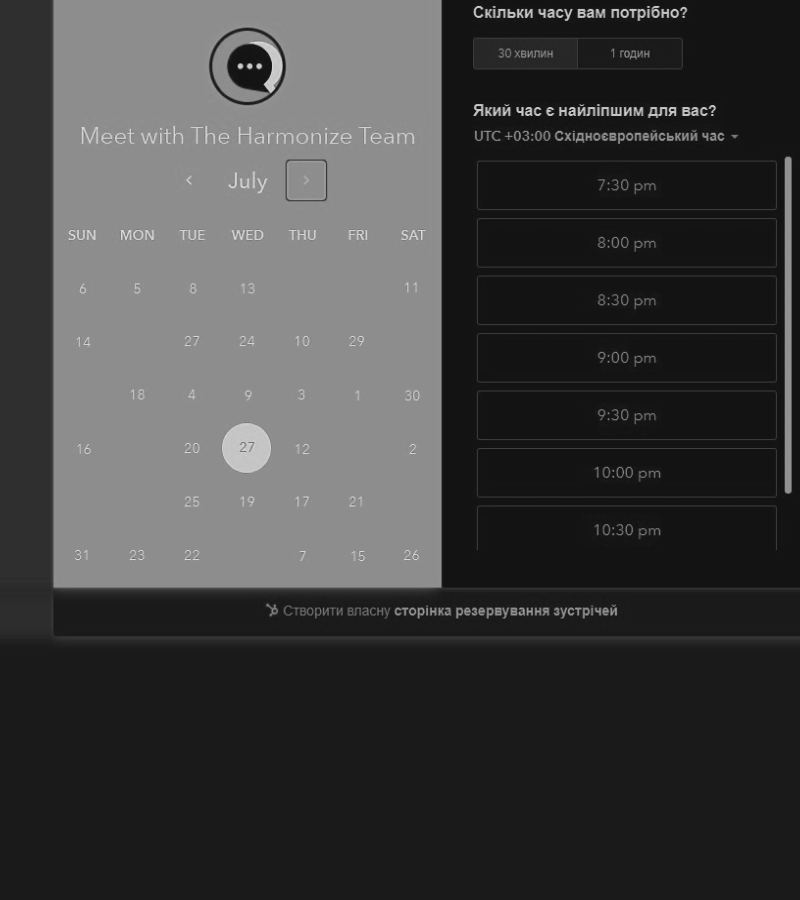 Meet with The Harmonize Team
July
SUN MON TUE WED THU FRI SAT
6 5 8 13 11
14 27 24 10 29
18 4 9 3 1 30
16 20 27 12 2
25 19 17 21
31 23 22 7 15 26
Скільки часу вам потрібно?
30 хвилин 1 годин
Який час є найліпшим для вас?
UTC +03:00 Східноєвропейський час
7:30 pm
8:00 pm
8:30 pm
9:00 pm
9:30 pm
10:00 pm
10:30 pm
Створити власну сторінка резервування зустрічей